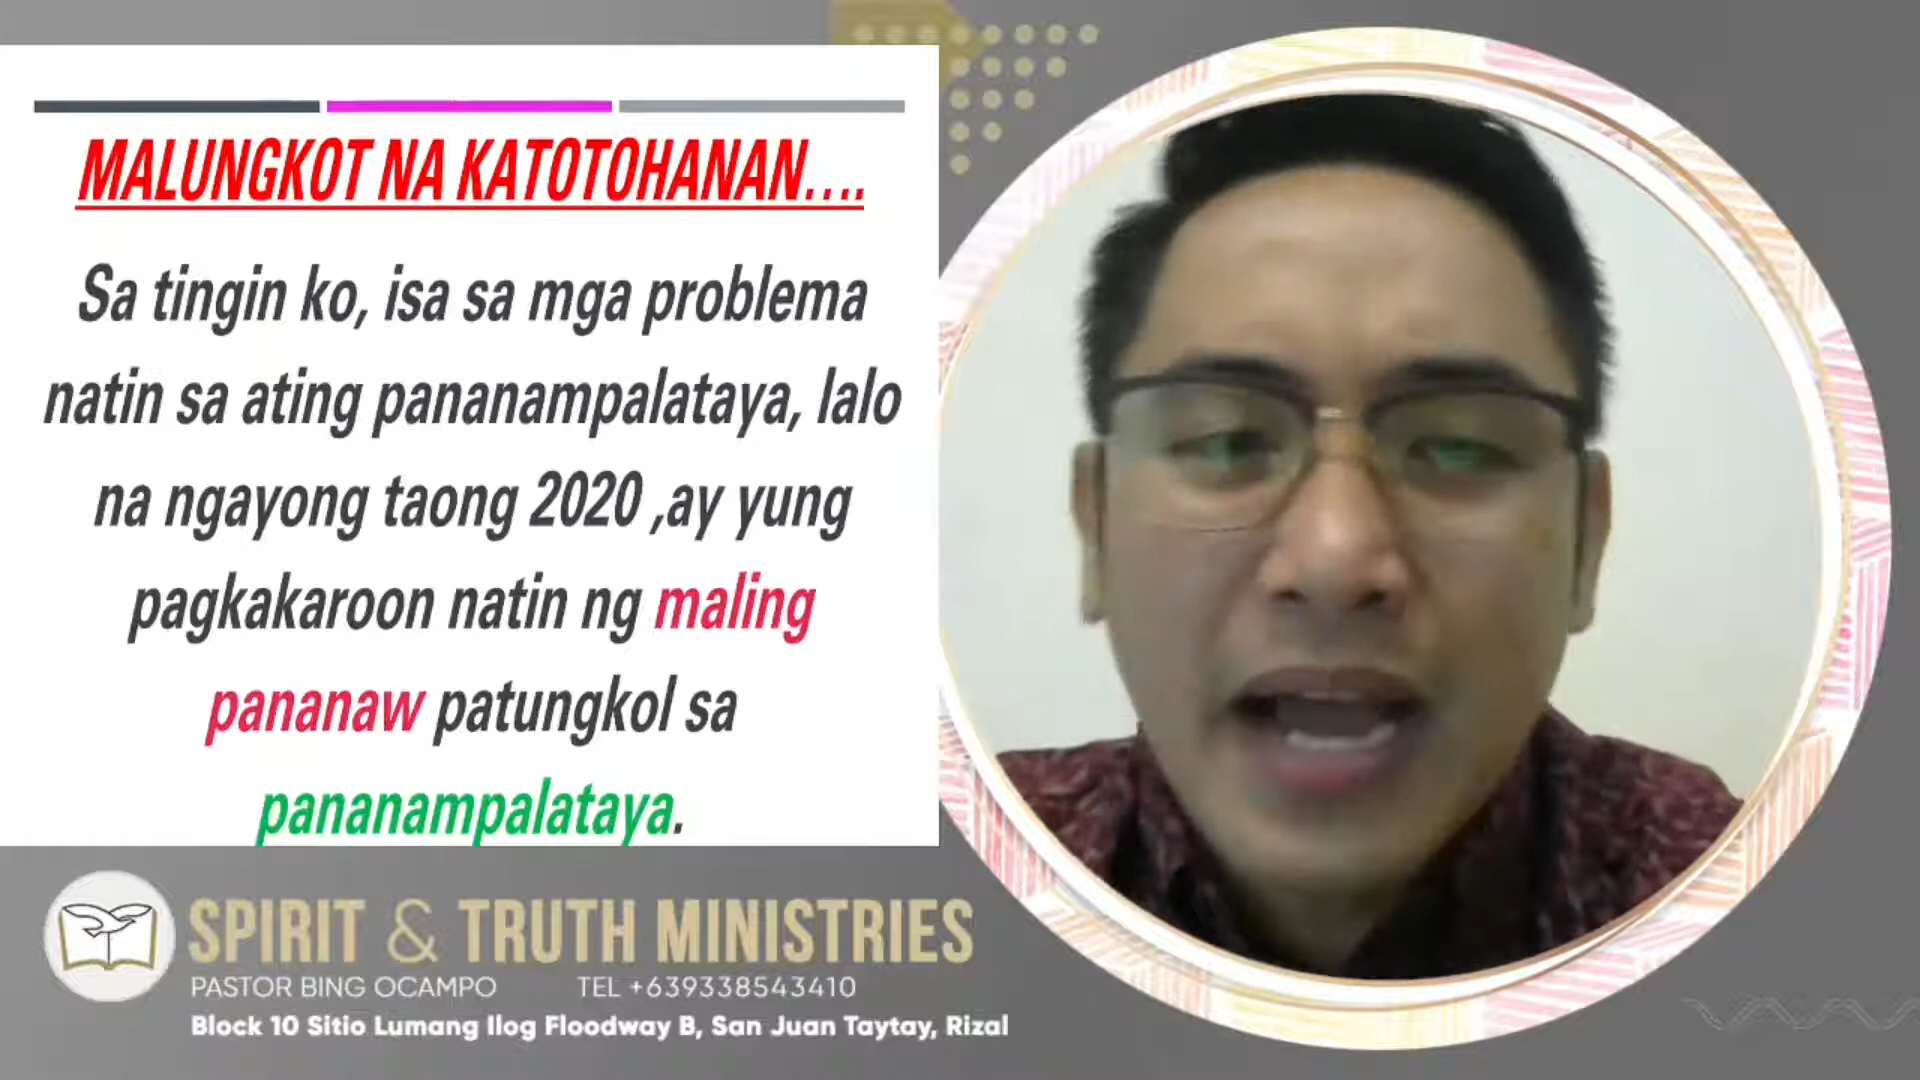 MALUNGKOT NA KATOTOHANAN....
Sa tingin ko, isa sa mga problema
natin sa ating pananampalataya, lalo
na ngayong taong 2020 ,ay yung
pagkakaroon natin ng maling
pananaw patungkol sa
pananampalataya.
SPIRIT & TRUTH MINISTRIES
PASTOR BING OCAMPO TEL +639338543410
Block 10 Sitio Lumang Ilog Floodway B, San Juan Taytay, Rizal